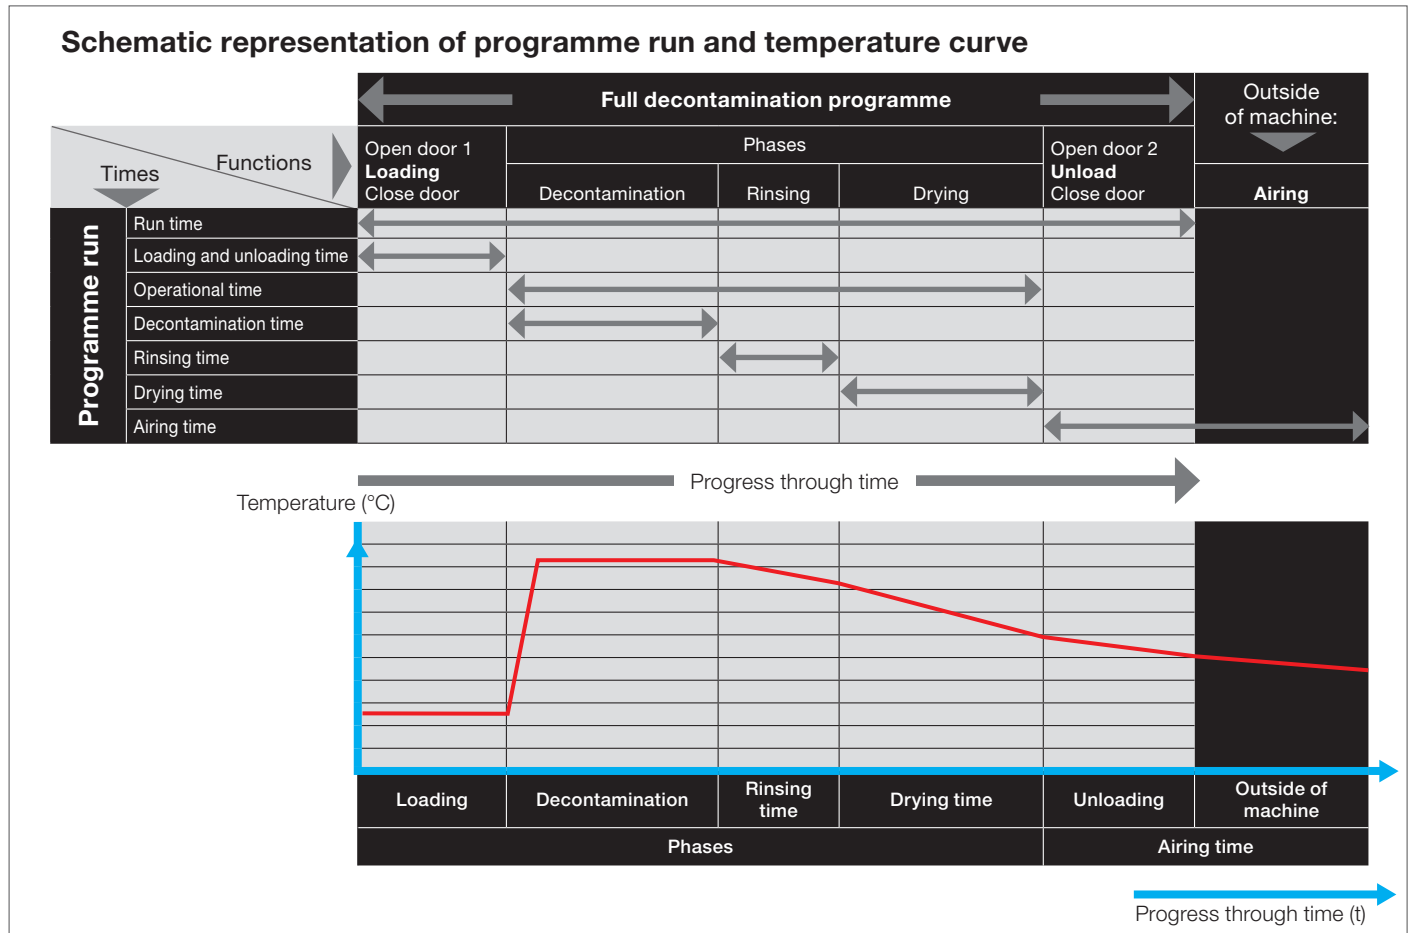 Schematic representation of programme run and temperature curve
Full decontamination programme
Outside
of machine:
Functions
Times
Open door 1
Loading
Close door
Phases
Decontamination
Rinsing
Drying
Open door 2
Unload
Close door
Airing
Programme run
Run time
Loading and unloading time
Operational time
Decontamination time
Rinsing time
Drying time
Airing time
Progress through time
Temperature (°C)
Loading
Decontamination
Rinsing
time
Drying time
Unloading
Outside of
machine
Phases
Airing time
Progress through time (t)